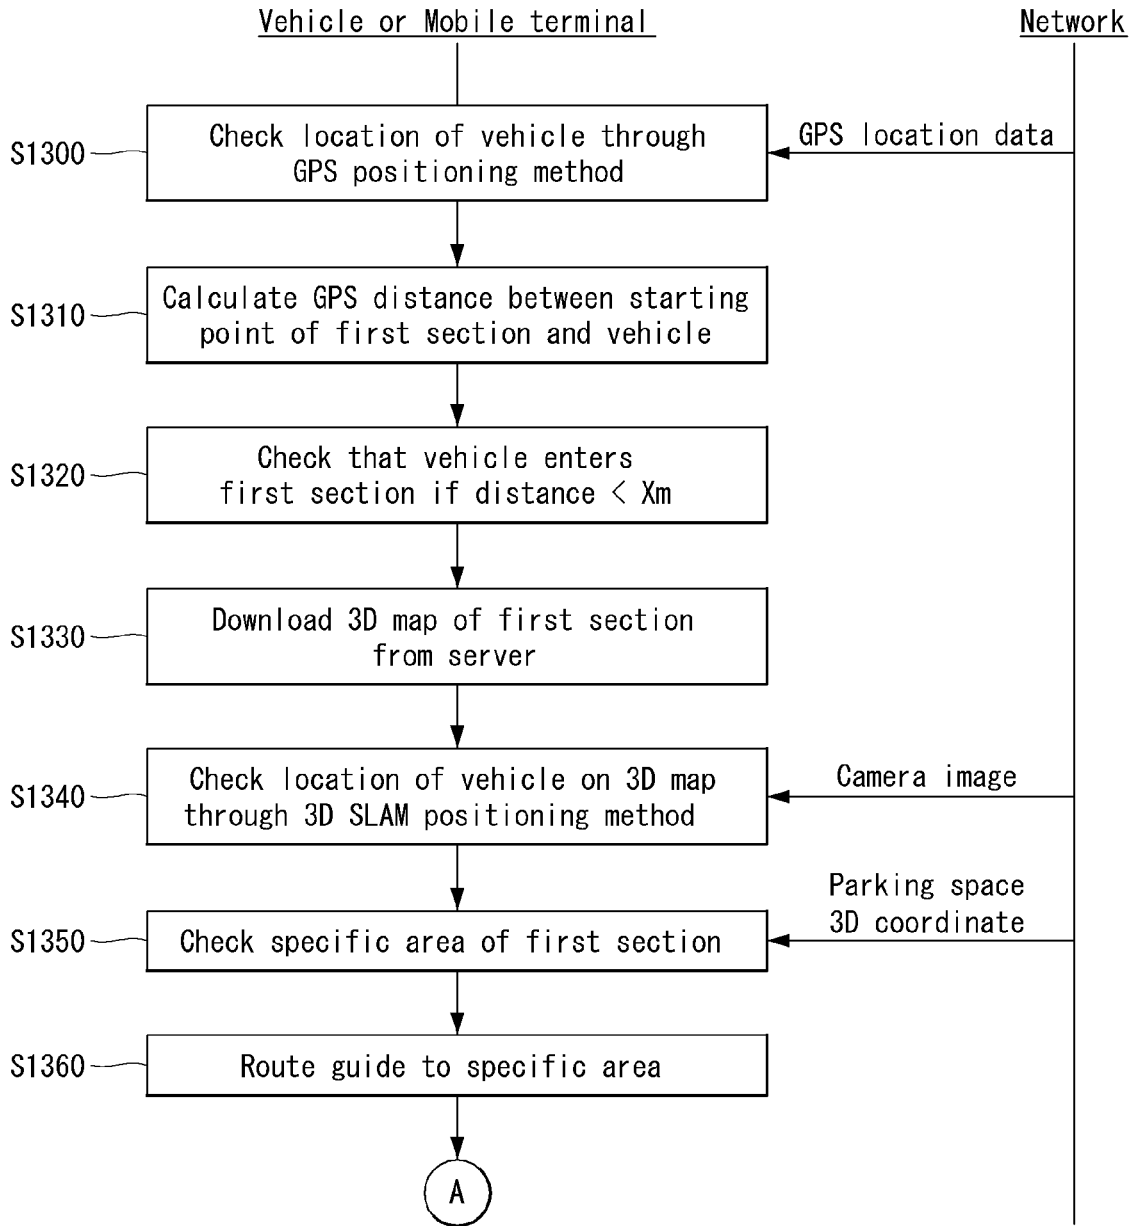 Vehicle or Mobile terminal
Network
S1300
Check location of vehicle through
GPS positioning method
GPS location data
S1310
Calculate GPS distance between starting
point of first section and vehicle
S1320
Check that vehicle enters
first section if distance < Xm
S1330
Download 3D map of first section
from server
S1340
Check location of vehicle on 3D map
through 3D SLAM positioning method
Camera image
S1350
Check specific area of first section
Parking space
3D coordinate
S1360
Route guide to specific area
A